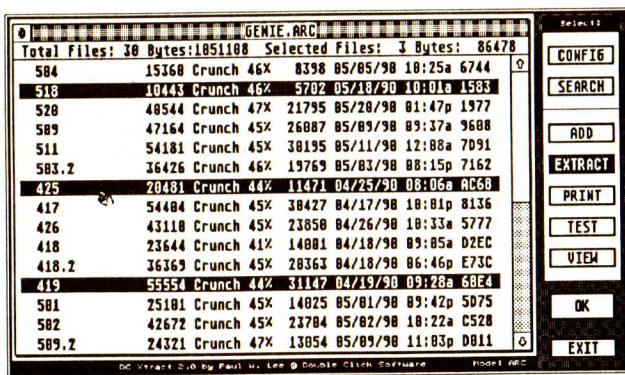 GENIE.ARC
Total Files: 30 Bytes:1051108 Selected Files: 3 Bytes: 86478
504 15360 Crunch 46% 8398 05/05/90 10:25a 6744
518 10443 Crunch 46% 5702 05/18/90 10:01a 1583
520 40544 Crunch 47% 21795 05/20/90 01:47p 1977
509 47164 Crunch 45% 26087 05/09/90 09:37a 9608
511 54181 Crunch 45% 30195 05/11/90 12:08a 7D91
503.2 36426 Crunch 46% 19769 05/03/90 08:15p 7162
425 20481 Crunch 44% 11471 04/25/90 08:06a AC68
417 54404 Crunch 45% 30427 04/17/90 10:01p 8136
426 43110 Crunch 45% 23850 04/26/90 10:33a 5777
418 23644 Crunch 41% 14001 04/18/90 09:05a D2EC
418.2 36369 Crunch 45% 20363 04/18/90 06:46p E73C
419 55554 Crunch 44% 31147 04/19/90 09:28a 68E4
501 25101 Crunch 45% 14025 05/01/90 09:42p 5D75
502 42672 Crunch 45% 23704 05/02/90 10:22a C528
509.2 24321 Crunch 47% 13054 05/09/90 11:03p D011
DC Xtract 2.0 by Paul W. Lee @ Double Click Software Model ARC
Select:
CONFIG
SEARCH
ADD
EXTRACT
PRINT
TEST
VIEW
OK
EXIT